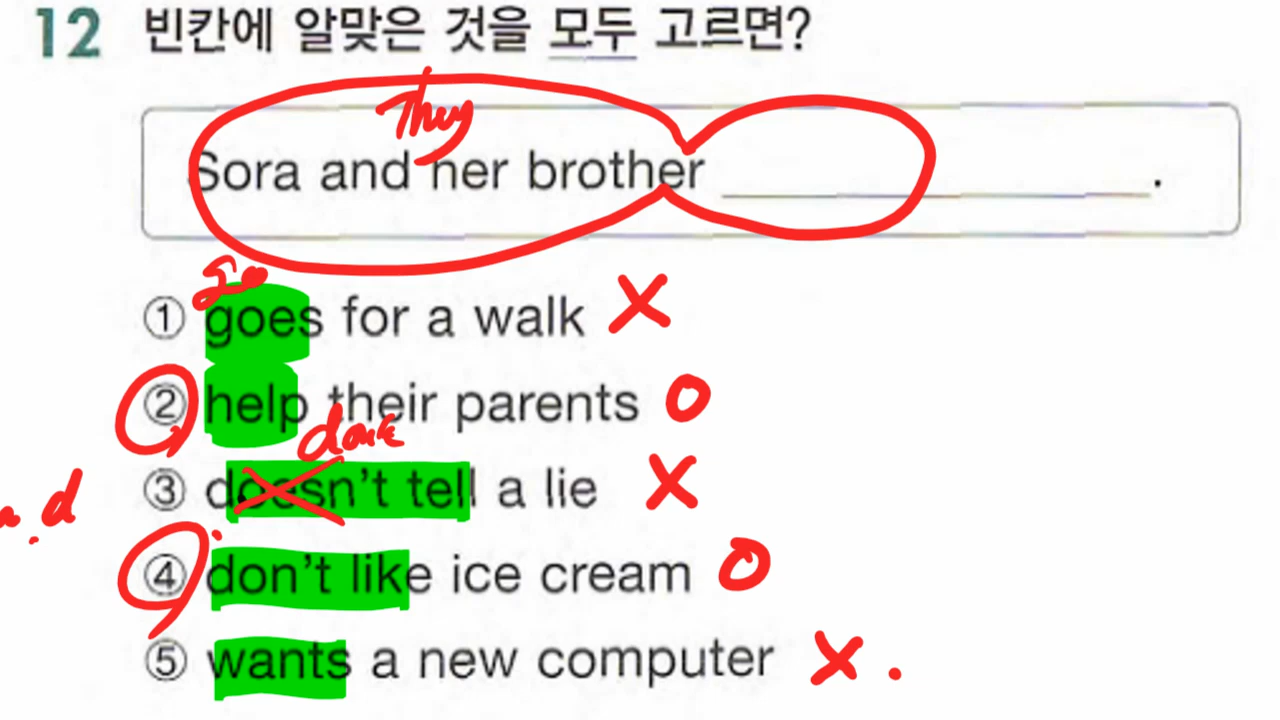 12 빈칸에 알맞은 것을 모두 고르면?
They
Sora and her brother ____________.
go
① goes for a walk X
② help their parents O
don't
③ doesn't tell a lie X
d
④ don't like ice cream O
⑤ wants a new computer X.